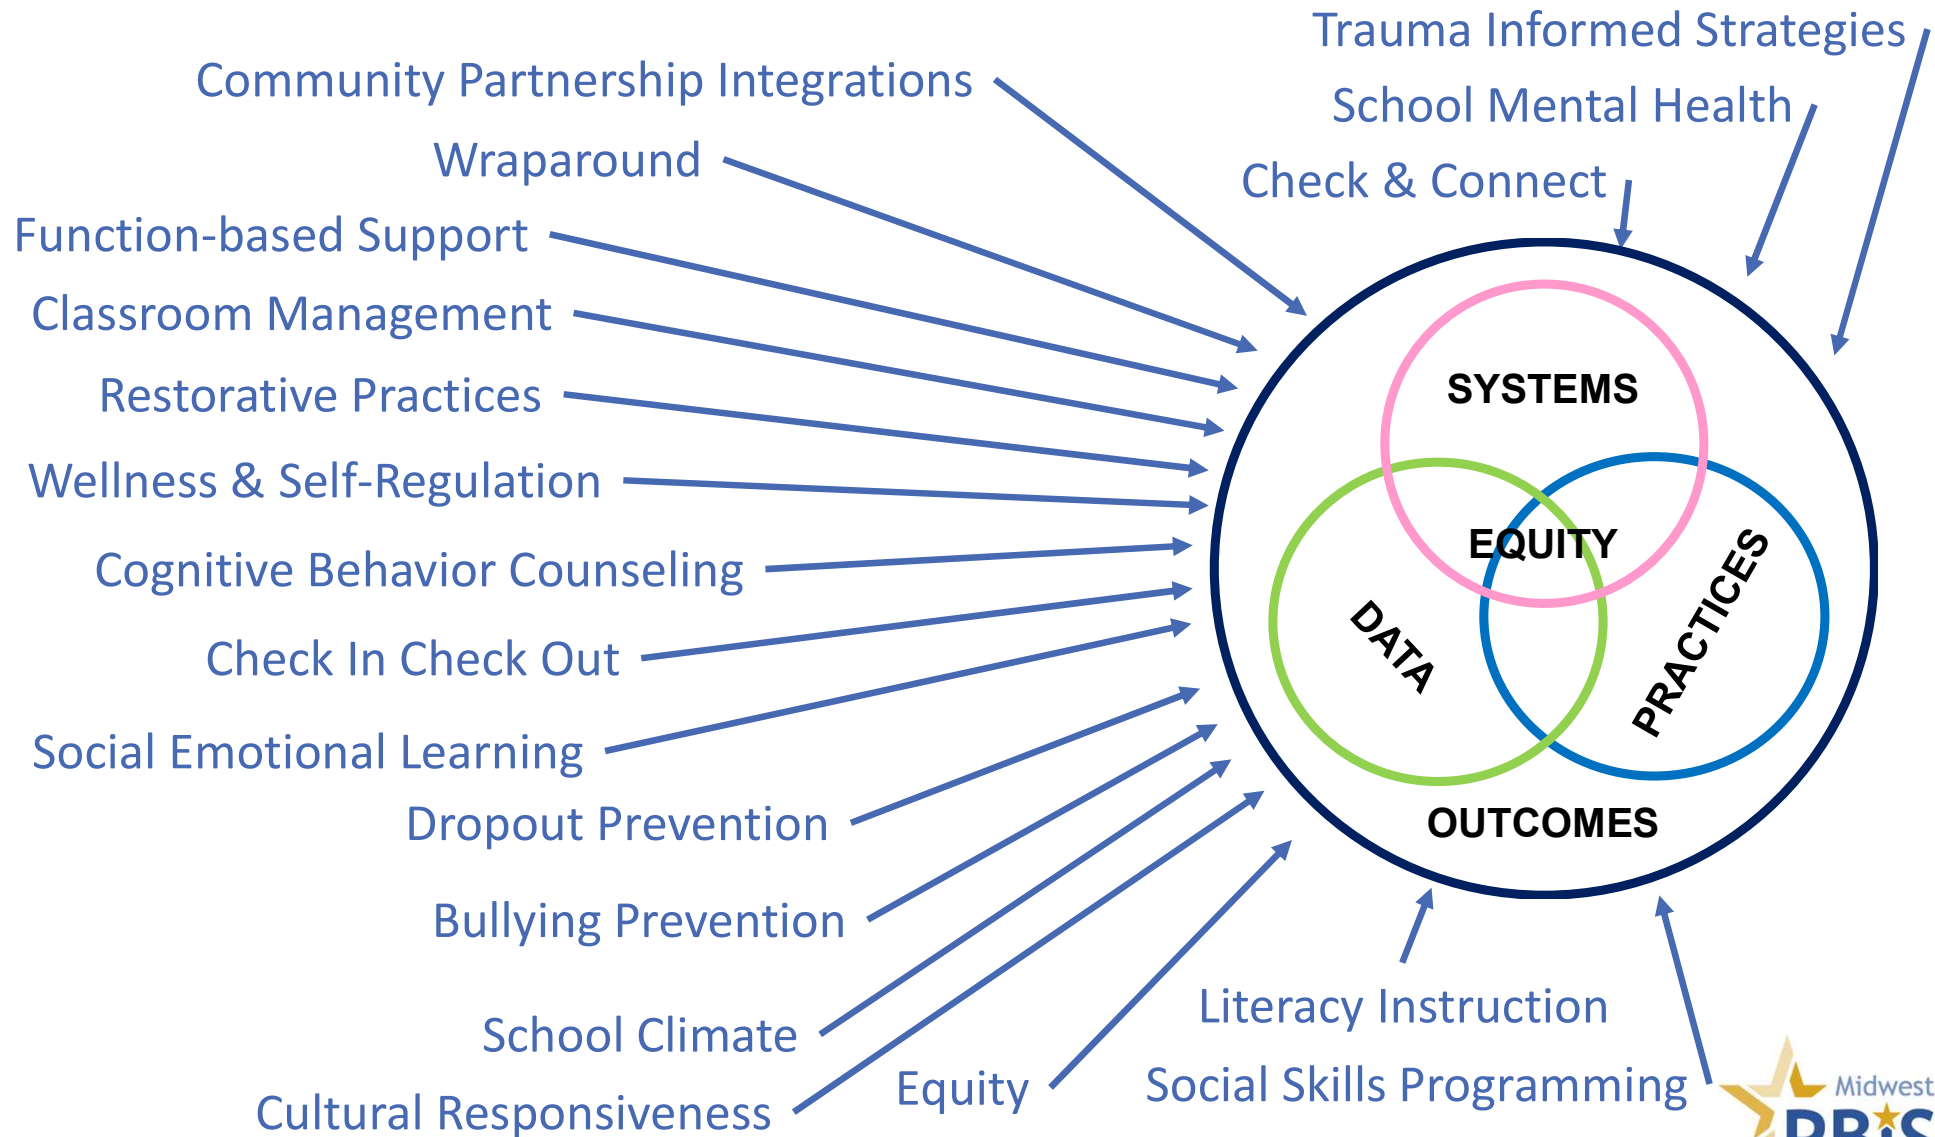 Trauma Informed Strategies
Community Partnership Integrations
School Mental Health
Wraparound
Check & Connect
Function-based Support
Classroom Management
Restorative Practices
Wellness & Self-Regulation
Cognitive Behavior Counseling
Check In Check Out
Social Emotional Learning
Dropout Prevention
Bullying Prevention
School Climate
Cultural Responsiveness
Equity
Literacy Instruction
Social Skills Programming
SYSTEMS
EQUITY
DATA
PRACTICES
OUTCOMES
Midwest
PBIS